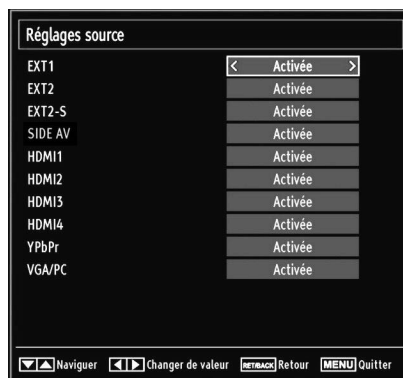 Réglages source
EXT1 < Activée >
EXT2 Activée
EXT2-S Activée
SIDE AV Activée
HDMI1 Activée
HDMI2 Activée
HDMI3 Activée
HDMI4 Activée
YPbPr Activée
VGA/PC Activée
▼▲ Naviguer ◀▶ Changer de valeur RET/BACK Retour MENU Quitter